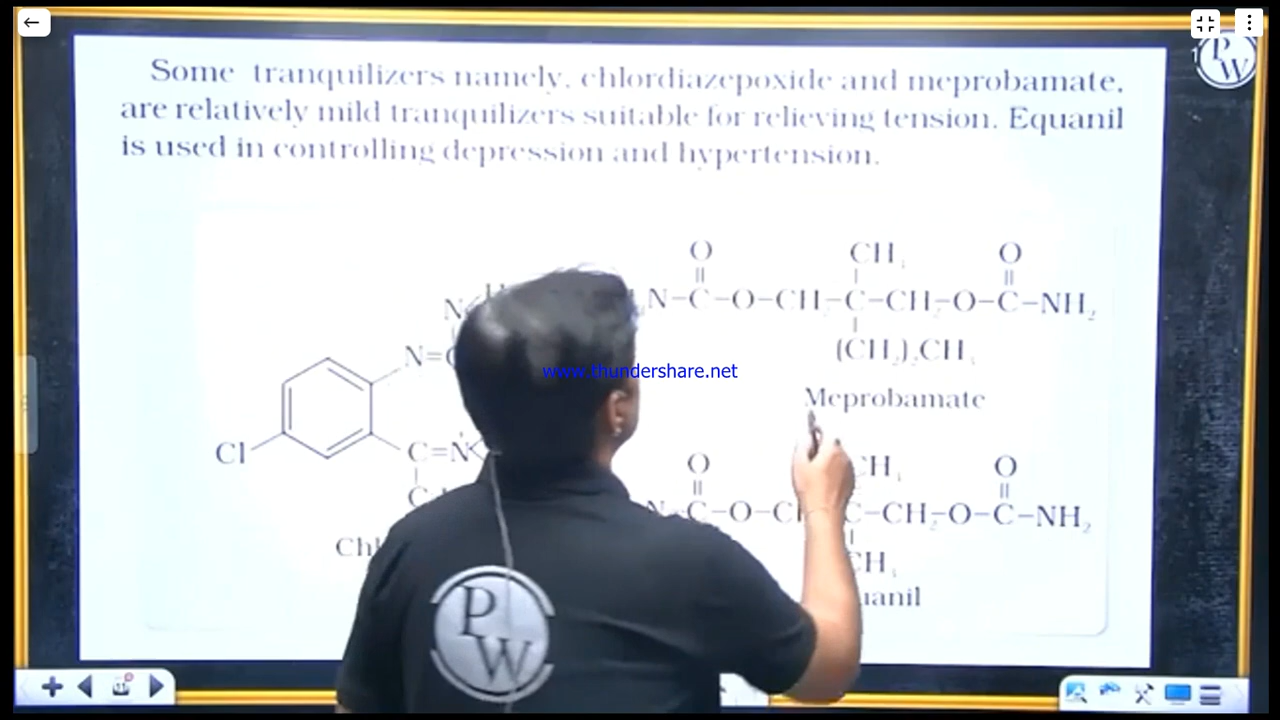 Some tranquilizers namely, chlordiazepoxide and meprobamate,
are relatively mild tranquilizers suitable for relieving tension. Equanil
is used in controlling depression and hypertension.
O CH₃ O
N–C–O–CH₂–C–CH₂–O–C–NH₂
(CH₂)₂CH₃
Meprobamate
N
N=C
Cl
C=N
www.thundershare.net
O CH₃ O
C–O–C C–CH₂–O–C–NH₂
CH₃
P
W
P
W